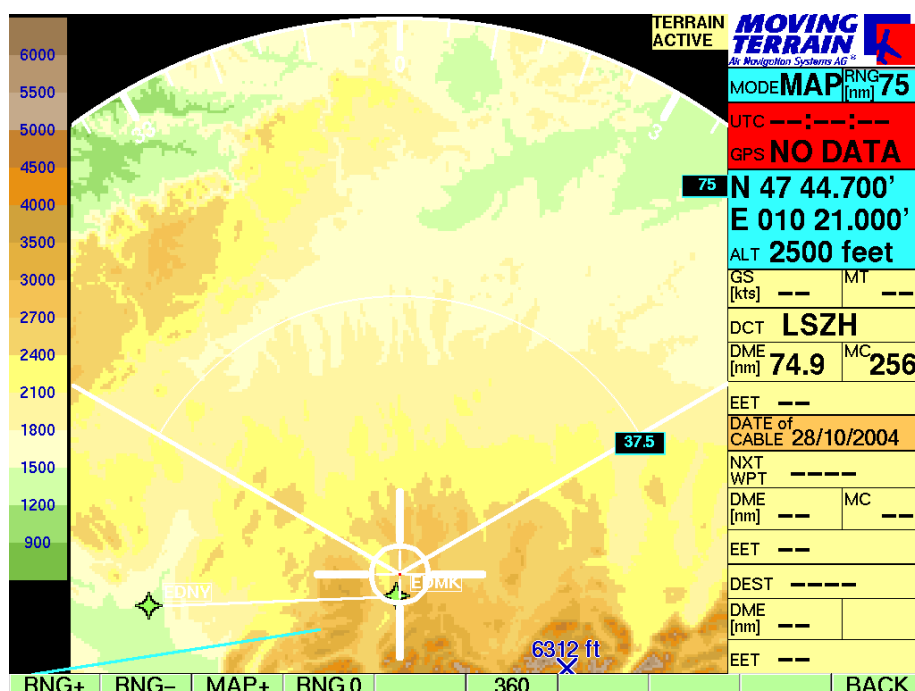 TERRAIN
ACTIVE
MOVING
TERRAIN
Air Navigation Systems AG ®
MODE MAP RNG [nm] 75
UTC --:--:--
GPS NO DATA
N 47 44.700'
E 010 21.000'
ALT 2500 feet
GS [kts] -- MT --
DCT LSZH
DME [nm] 74.9 MC 256
EET --
DATE of
CABLE 28/10/2004
NXT
WPT ----
DME [nm] -- MC --
EET --
DEST ----
DME
[nm] --
EET --
6000
5500
5000
4500
4000
3500
3000
2700
2400
2100
1800
1500
1200
900
0
3
75
37.5
EDNY
EDMK
6312 ft
RNG+ RNG– MAP+ RNG 0 360 BACK